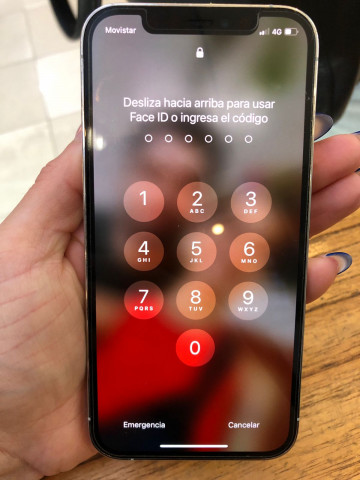 Movistar 4G
Desliza hacia arriba para usar
Face ID o ingresa el código
1 2 3
ABC DEF
4 5 6
GHI JKL MNO
7 8 9
PQRS TUV WXYZ
0
Emergencia Cancelar